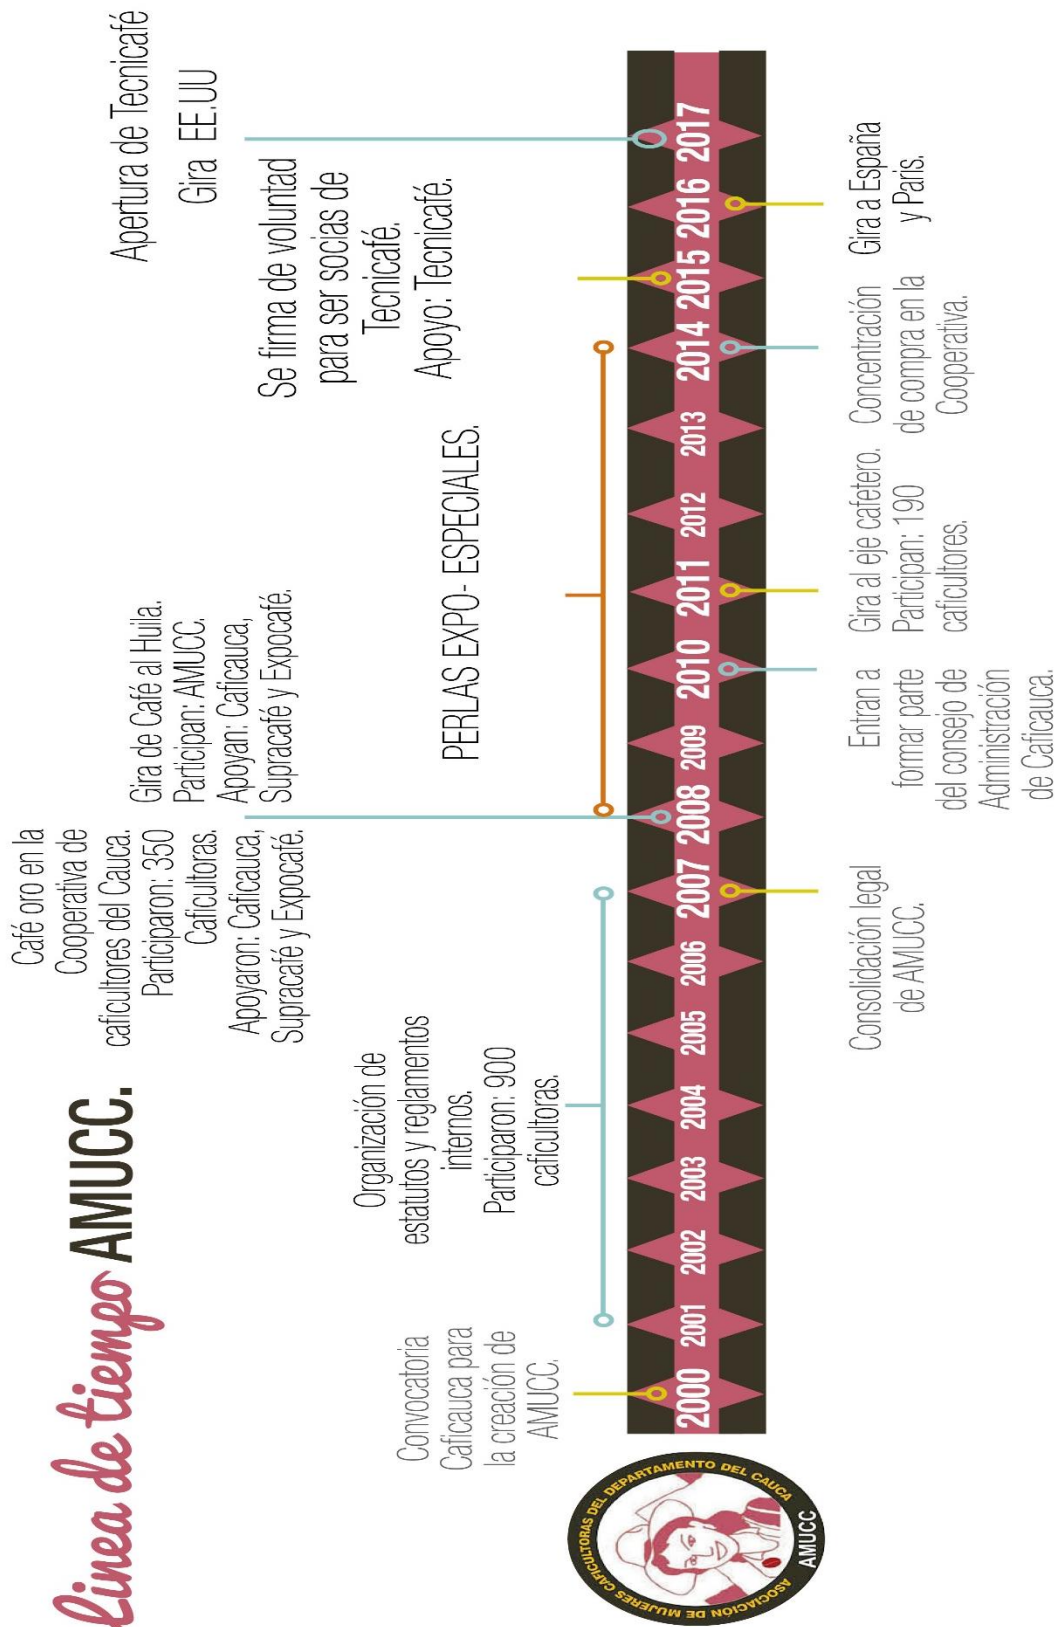 Linea de tiempo AMUCC.
Café oro en la
Cooperativa de
caficultores del Cauca.
Participaron: 350
Caficultoras.
Apoyaron: Caficauca,
Supracafé y Expocafé.
Gira de Café al Huila.
Participan: AMUCC.
Apoyan: Caficauca,
Supracafé y Expocafé.
Apertura de Tecnicafé
Gira EE.UU
Se firma de voluntad
para ser socias de
Tecnicafé.
Apoyo: Tecnicafé.
Convocatoria
Caficauca para
la creación de
AMUCC.
Organización de
estatutos y reglamentos
internos.
Participaron: 900
caficultoras.
PERLAS EXPO- ESPECIALES.
ASOCIACIÓN DE MUJERES CAFICULTORAS DEL DEPARTAMENTO DEL CAUCA
AMUCC
2000 2001 2002 2003 2004 2005 2006 2007 2008 2009 2010 2011 2012 2013 2014 2015 2016 2017
Consolidación legal
de AMUCC.
Entran a
formar parte
del consejo de
Administración
de Caficauca.
Gira al eje cafetero.
Participan: 190
caficultores.
Concentración
de compra en la
Cooperativa.
Gira a España
y Paris.